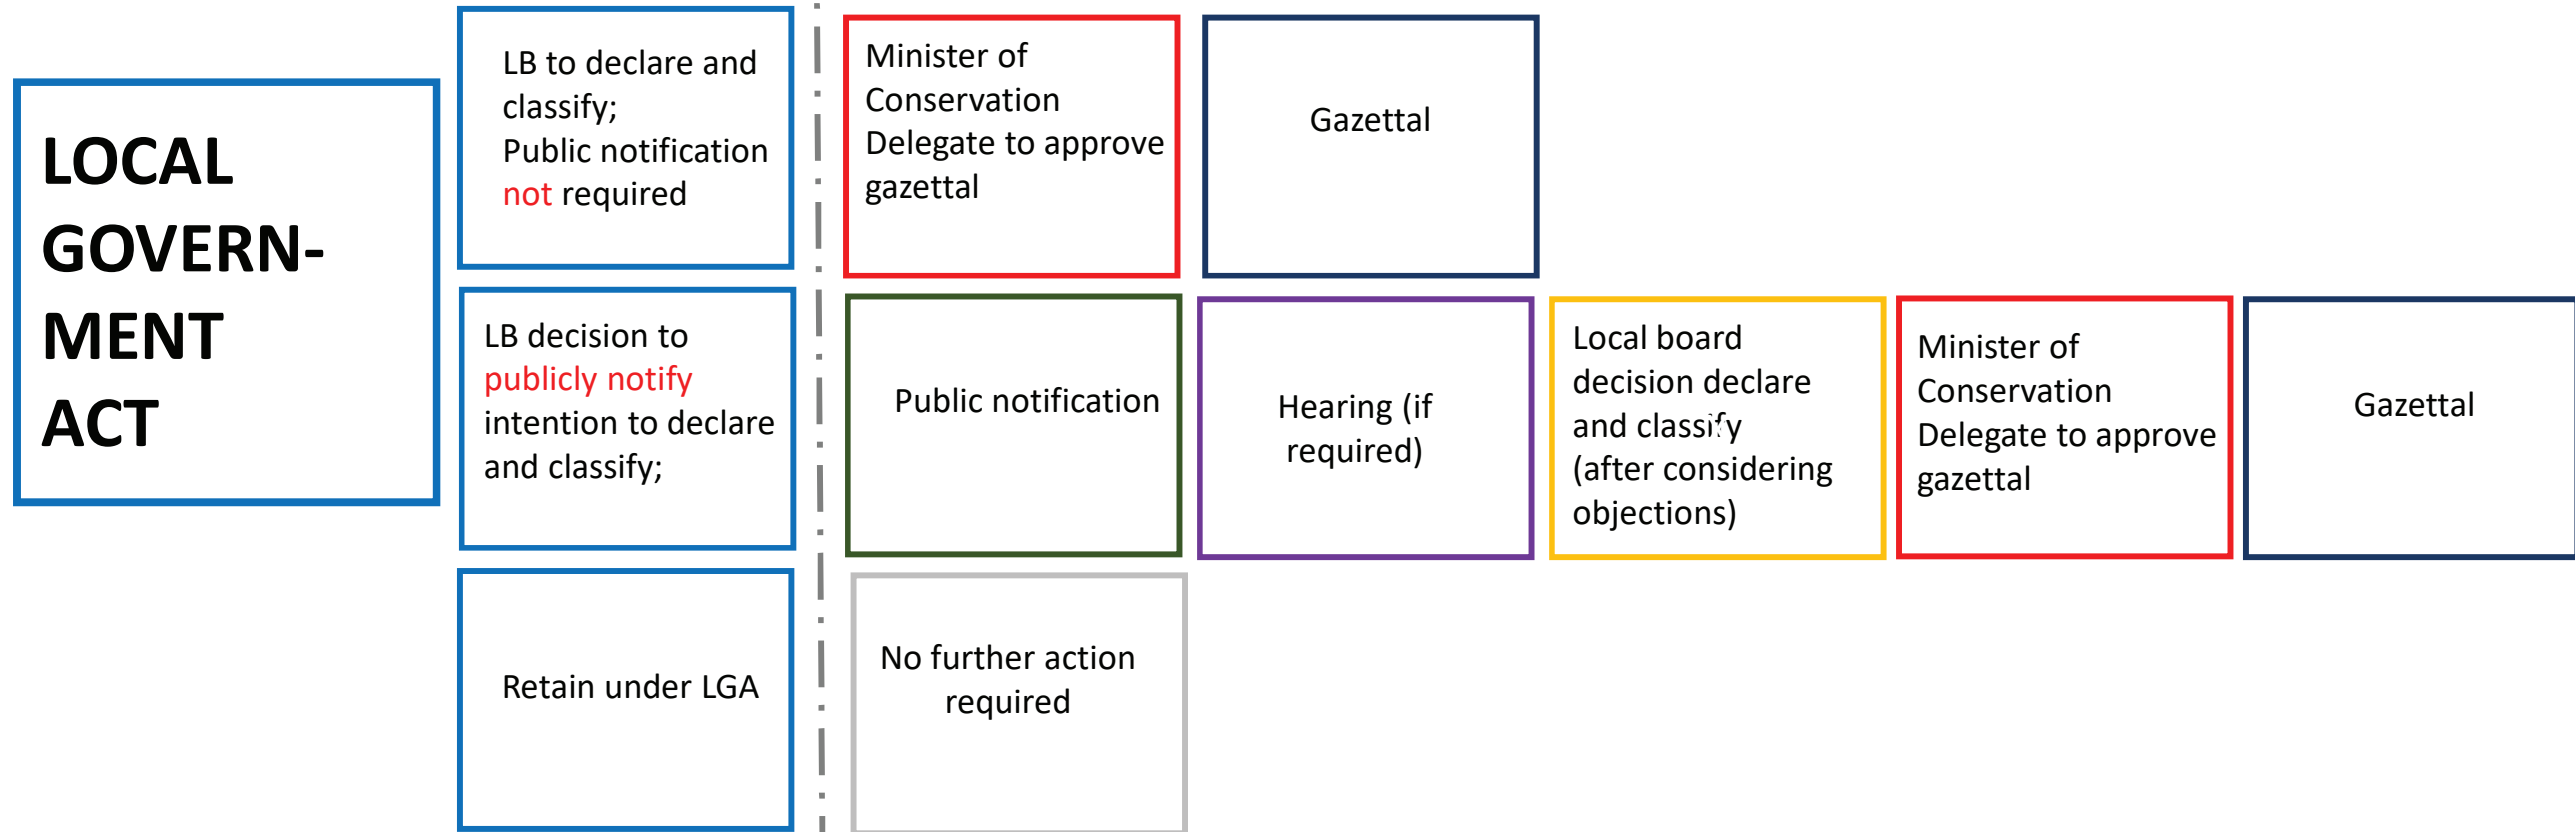 LOCAL
GOVERN-
MENT
ACT
LB to declare and
classify;
Public notification
not required
Minister of
Conservation
Delegate to approve
gazettal
Gazettal
LB decision to
publicly notify
intention to declare
and classify;
Public notification
Hearing (if
required)
Local board
decision declare
and classify
(after considering
objections)
Minister of
Conservation
Delegate to approve
gazettal
Gazettal
Retain under LGA
No further action
required